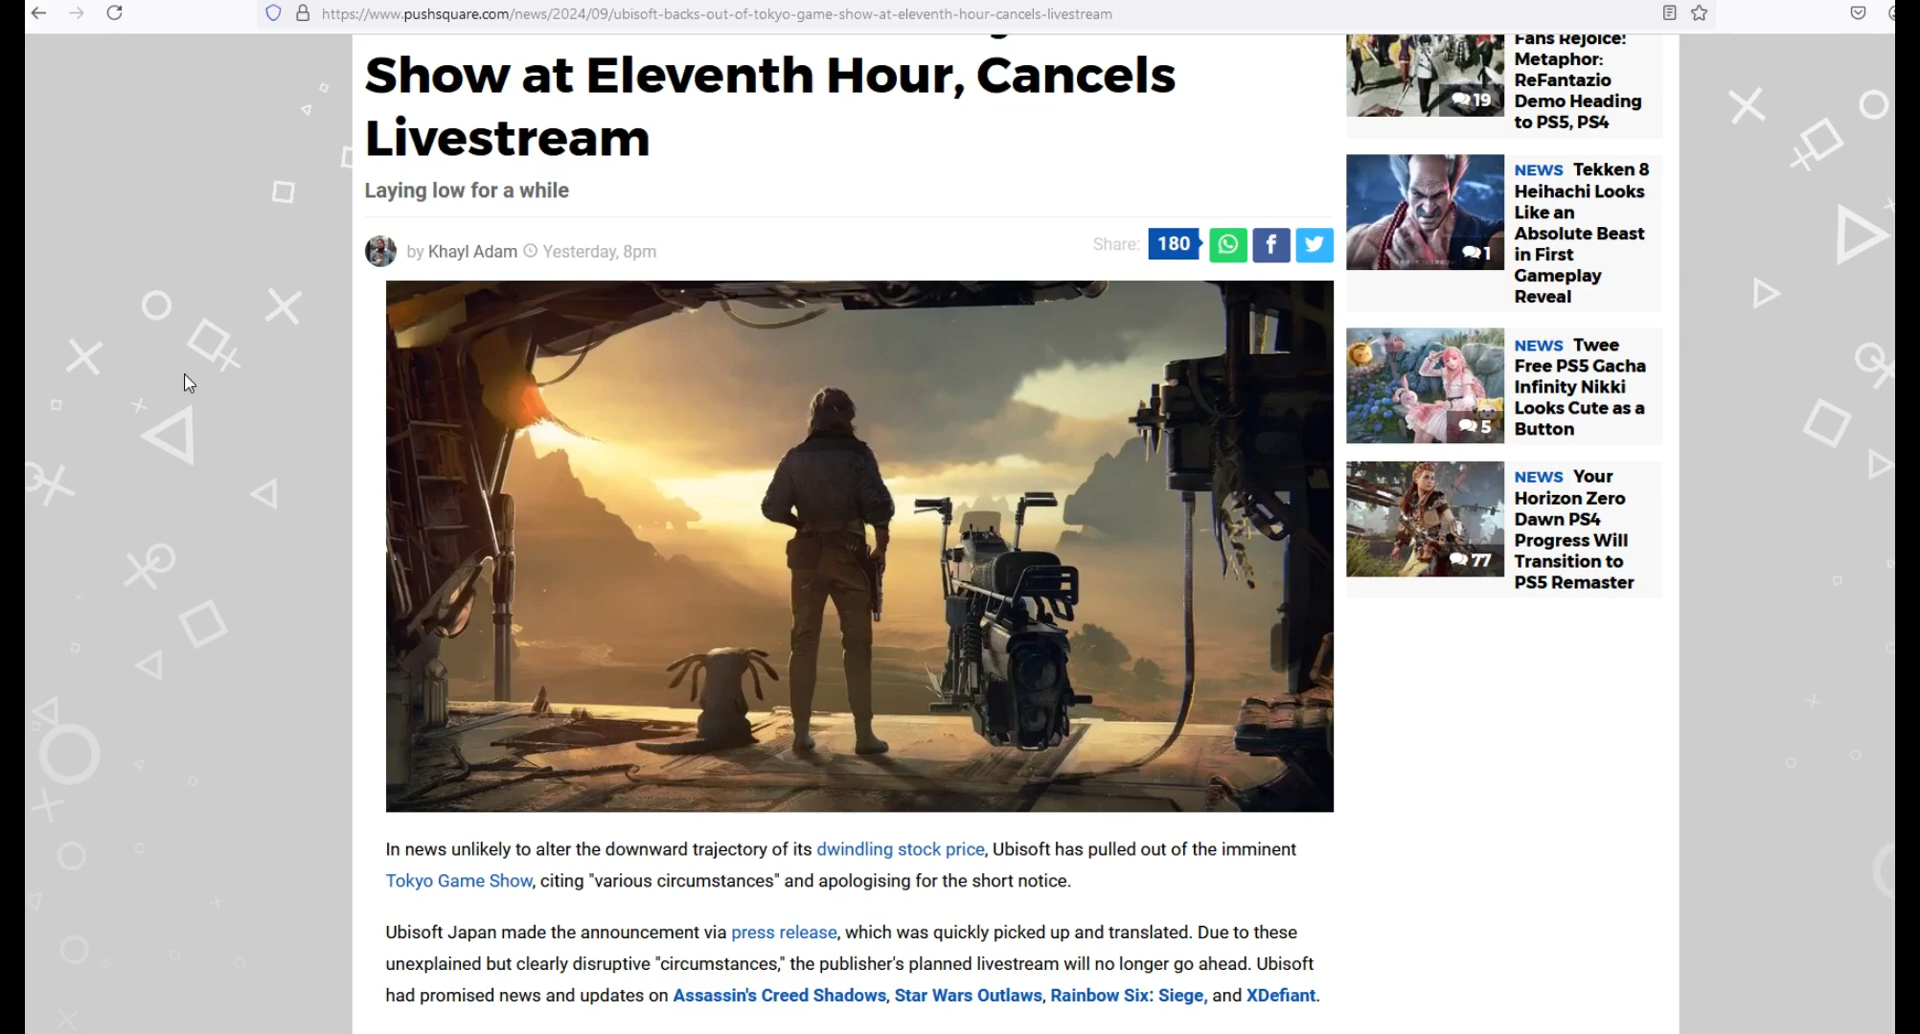 https://www.pushsquare.com/news/2024/09/ubisoft-backs-out-of-tokyo-game-show-at-eleventh-hour-cancels-livestream
Show at Eleventh Hour, Cancels
Livestream
Laying low for a while
by Khayl Adam Yesterday, 8pm
Share: 180
In news unlikely to alter the downward trajectory of its dwindling stock price, Ubisoft has pulled out of the imminent
Tokyo Game Show, citing "various circumstances" and apologising for the short notice.
Ubisoft Japan made the announcement via press release, which was quickly picked up and translated. Due to these
unexplained but clearly disruptive "circumstances," the publisher's planned livestream will no longer go ahead. Ubisoft
had promised news and updates on Assassin's Creed Shadows, Star Wars Outlaws, Rainbow Six: Siege, and XDefiant.
19
Fans Rejoice!
Metaphor:
ReFantazio
Demo Heading
to PS5, PS4
1
NEWS Tekken 8
Heihachi Looks
Like an
Absolute Beast
in First
Gameplay
Reveal
5
NEWS Twee
Free PS5 Gacha
Infinity Nikki
Looks Cute as a
Button
77
NEWS Your
Horizon Zero
Dawn PS4
Progress Will
Transition to
PS5 Remaster